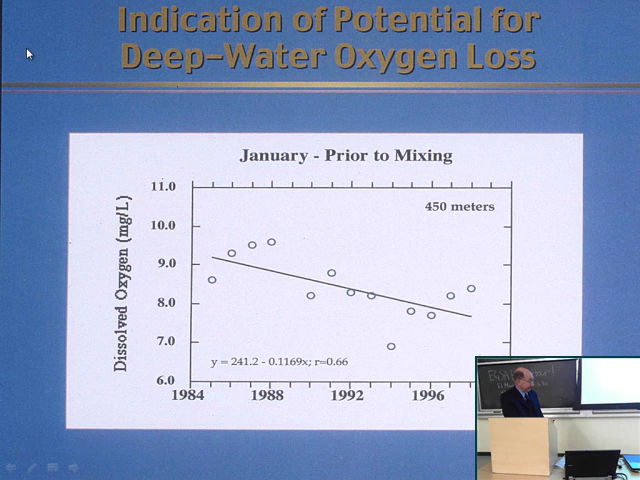 Indication of Potential for
Deep-Water Oxygen Loss
January - Prior to Mixing
450 meters
Dissolved Oxygen (mg/L)
11.0
10.0
9.0
8.0
7.0
6.0
y = 241.2 - 0.1169x; r=0.66
1984
1988
1992
1996